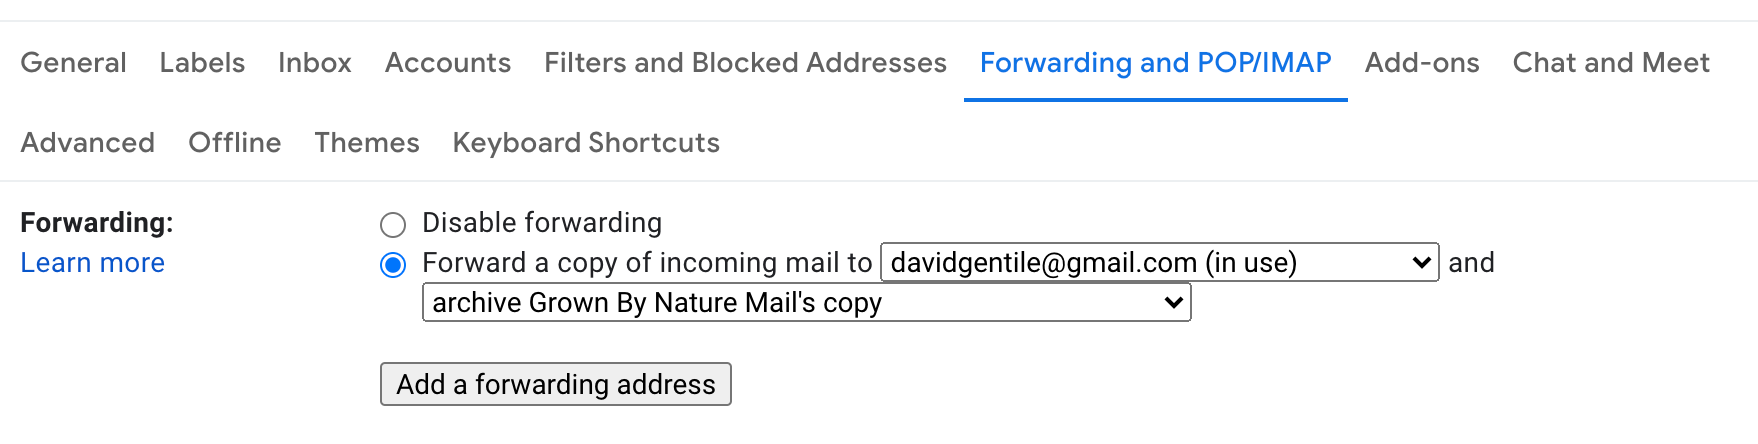 General Labels Inbox Accounts Filters and Blocked Addresses Forwarding and POP/IMAP Add-ons Chat and Meet
Advanced Offline Themes Keyboard Shortcuts
Forwarding: Disable forwarding
Learn more Forward a copy of incoming mail to davidgentile@gmail.com (in use) and
archive Grown By Nature Mail's copy
Add a forwarding address